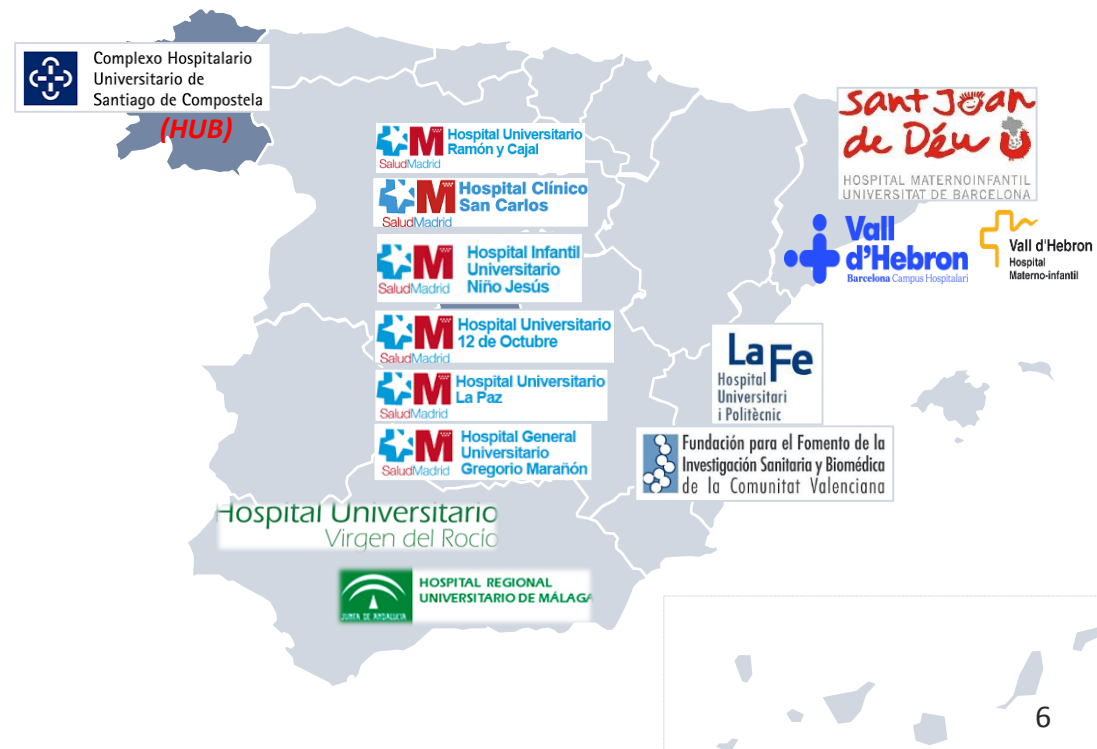 Complexo Hospitalario
Universitario de
Santiago de Compostela
(HUB)
Hospital Universitario
Ramón y Cajal
SaludMadrid
Hospital Clínico
San Carlos
SaludMadrid
Hospital Infantil
Universitario
Niño Jesús
SaludMadrid
Hospital Universitario
12 de Octubre
SaludMadrid
Hospital Universitario
La Paz
SaludMadrid
Hospital General
Universitario
Gregorio Marañón
SaludMadrid
Sant Joan
de Déu
HOSPITAL MATERNOINFANTIL
UNIVERSITAT DE BARCELONA
Vall
d'Hebron
Barcelona Campus Hospitalari
Vall d'Hebron
Hospital
Materno-infantil
La Fe
Hospital
Universitari
i Politècnic
Fundación para el Fomento de la
Investigación Sanitaria y Biomédica
de la Comunitat Valenciana
Hospital Universitario
Virgen del Rocío
HOSPITAL REGIONAL
UNIVERSITARIO DE MÁLAGA
JUNTA DE ANDALUCIA
6